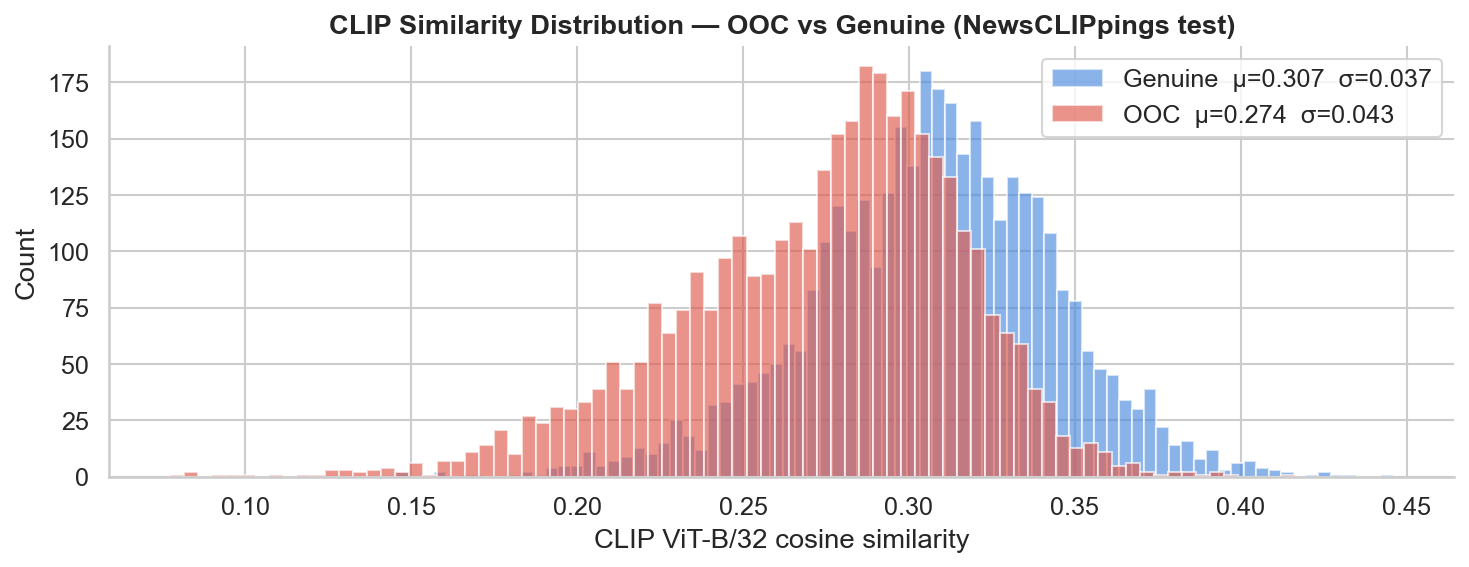 CLIP Similarity Distribution — OOC vs Genuine (NewsCLIPpings test)
Genuine  μ=0.307  σ=0.037
OOC  μ=0.274  σ=0.043
Count
175
150
125
100
75
50
25
0
0.10 0.15 0.20 0.25 0.30 0.35 0.40 0.45
CLIP ViT-B/32 cosine similarity